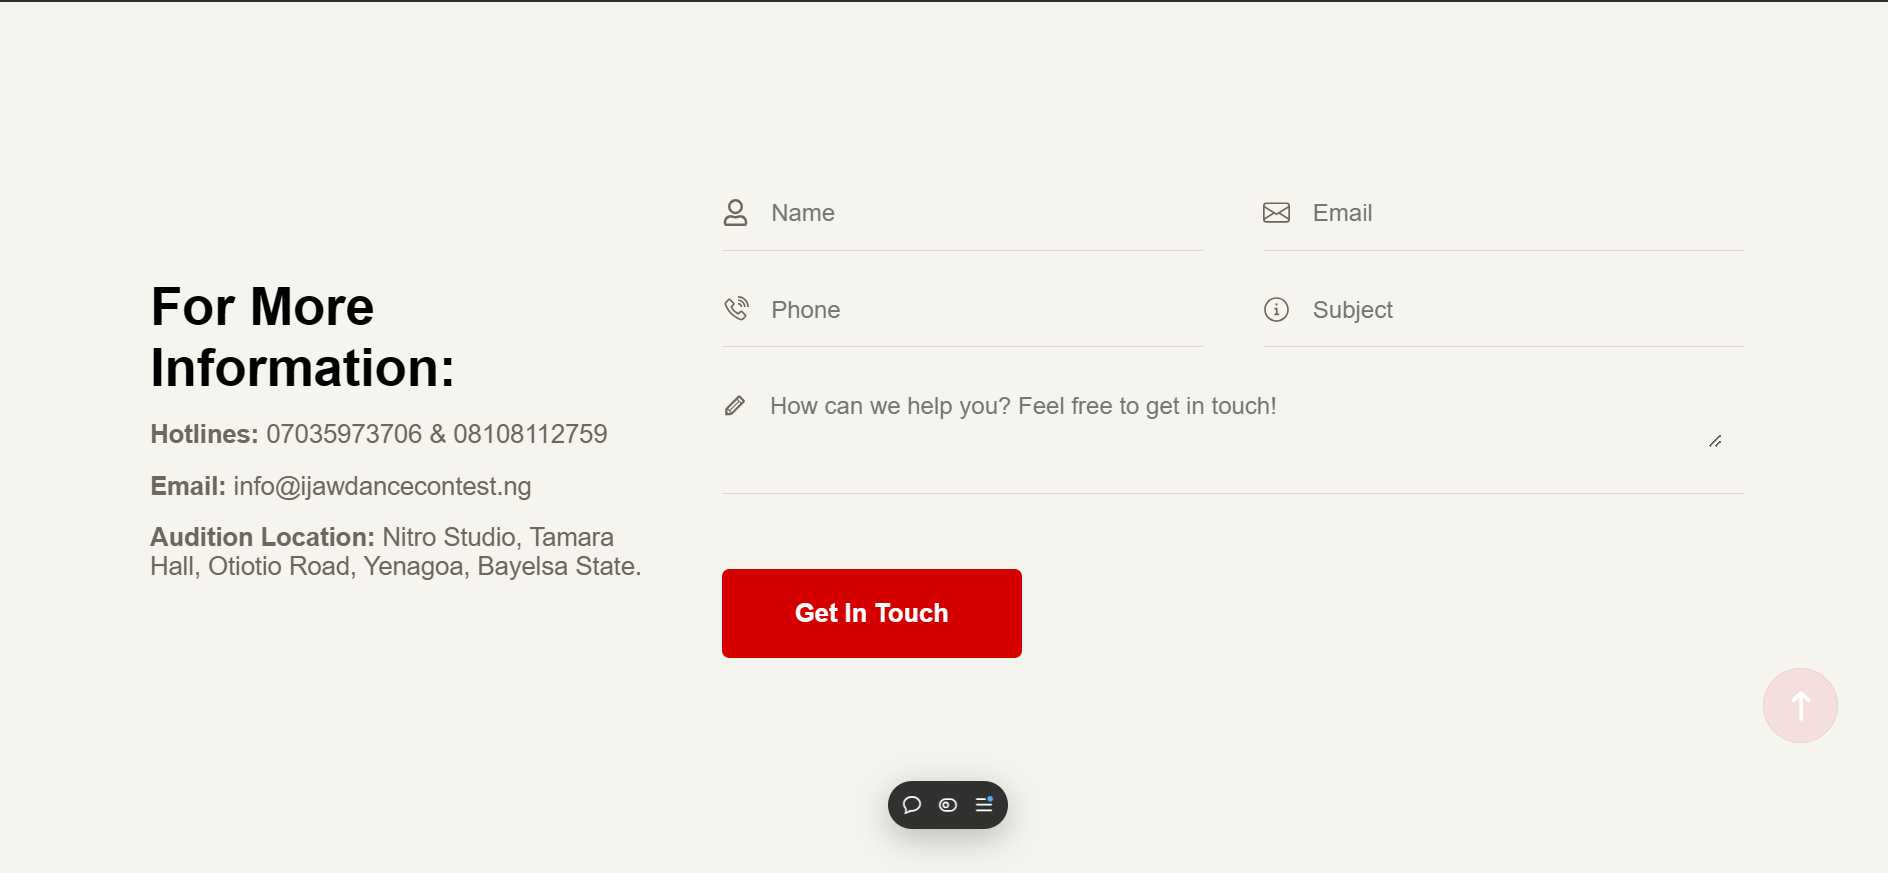 For More
Information:
Hotlines: 07035973706 & 08108112759
Email: info@ijawdancecontest.ng
Audition Location: Nitro Studio, Tamara
Hall, Otiotio Road, Yenagoa, Bayelsa State.
Name
Email
Phone
Subject
How can we help you? Feel free to get in touch!
Get In Touch